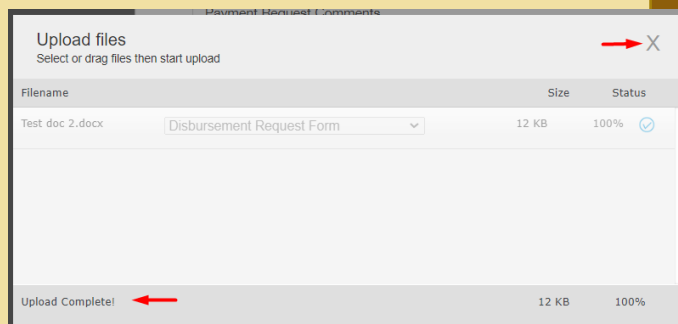 Payment Request Comments
Upload files
X
Select or drag files then start upload
Filename Size Status
Test doc 2.docx Disbursement Request Form 12 KB 100%
Upload Complete! 12 KB 100%